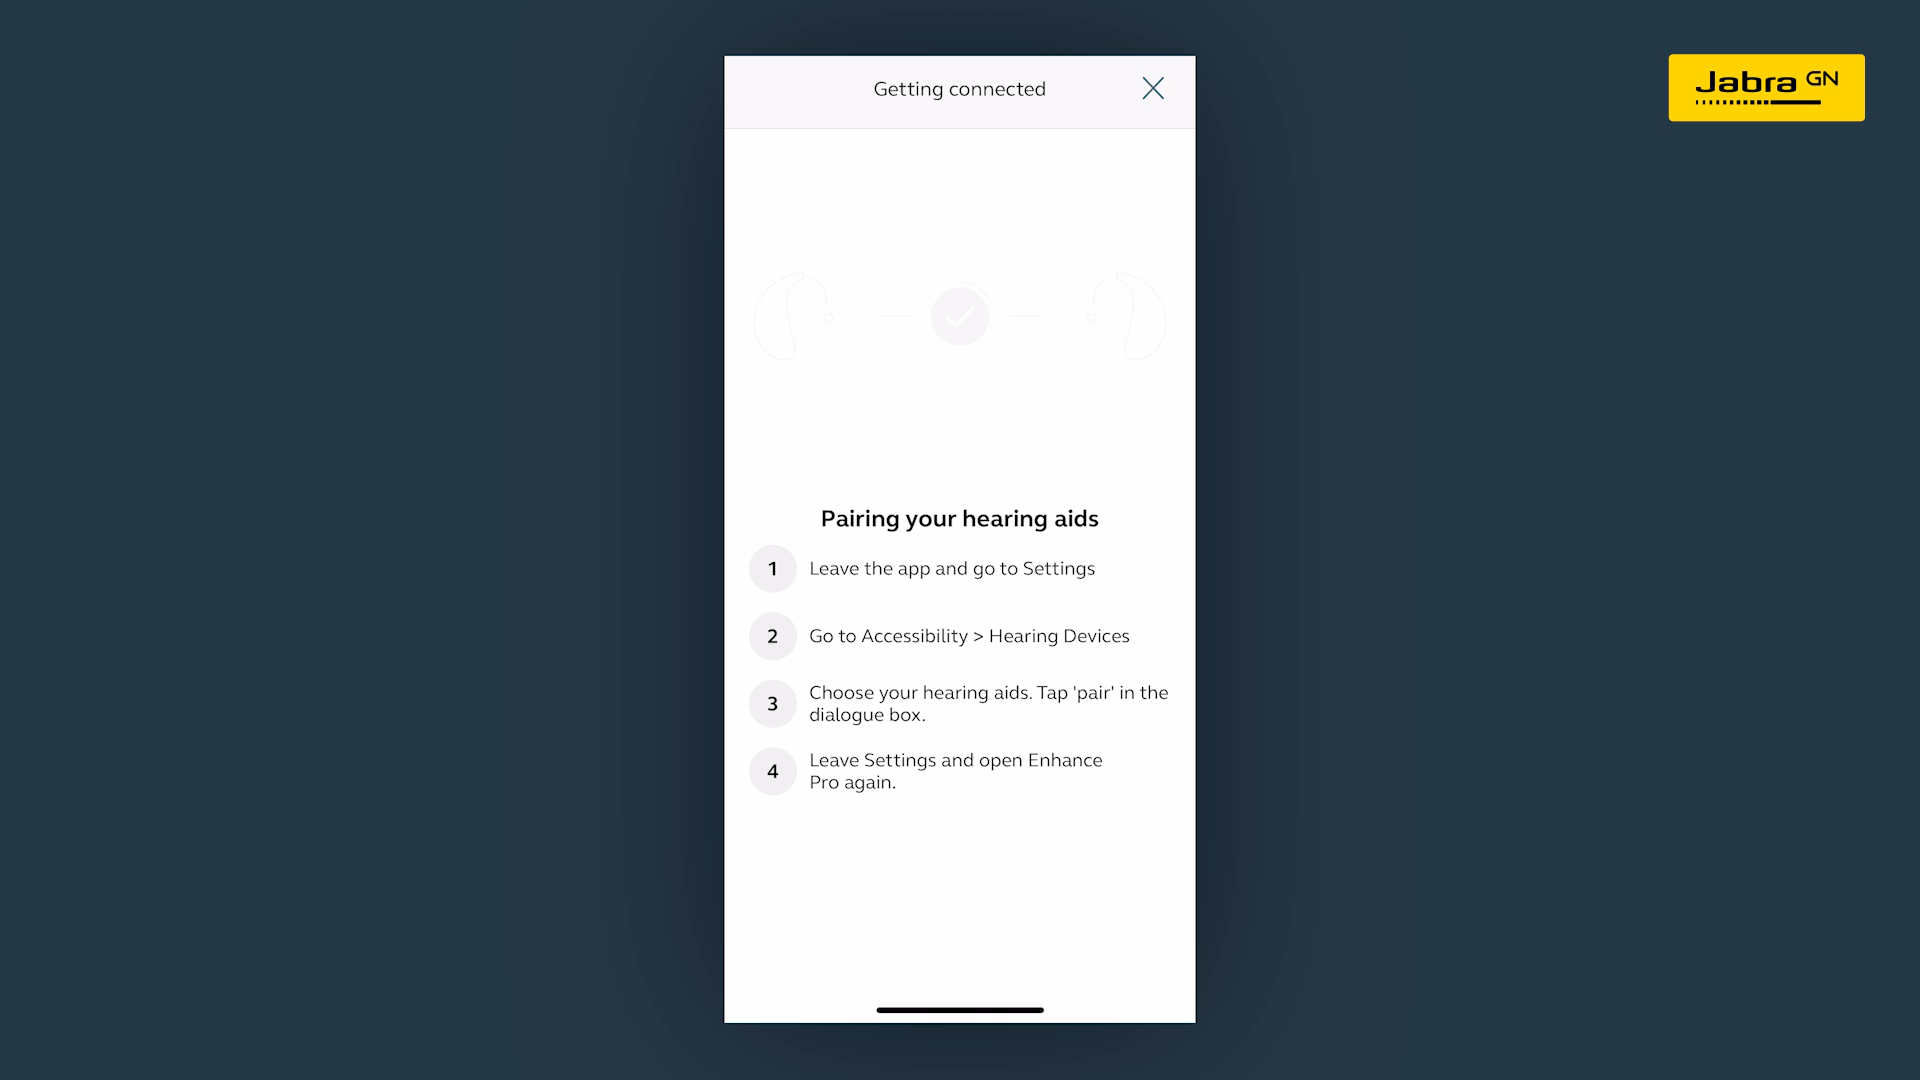 Getting connected
Jabra GN
Pairing your hearing aids
1 Leave the app and go to Settings
2 Go to Accessibility > Hearing Devices
3 Choose your hearing aids. Tap 'pair' in the
dialogue box.
4 Leave Settings and open Enhance
Pro again.